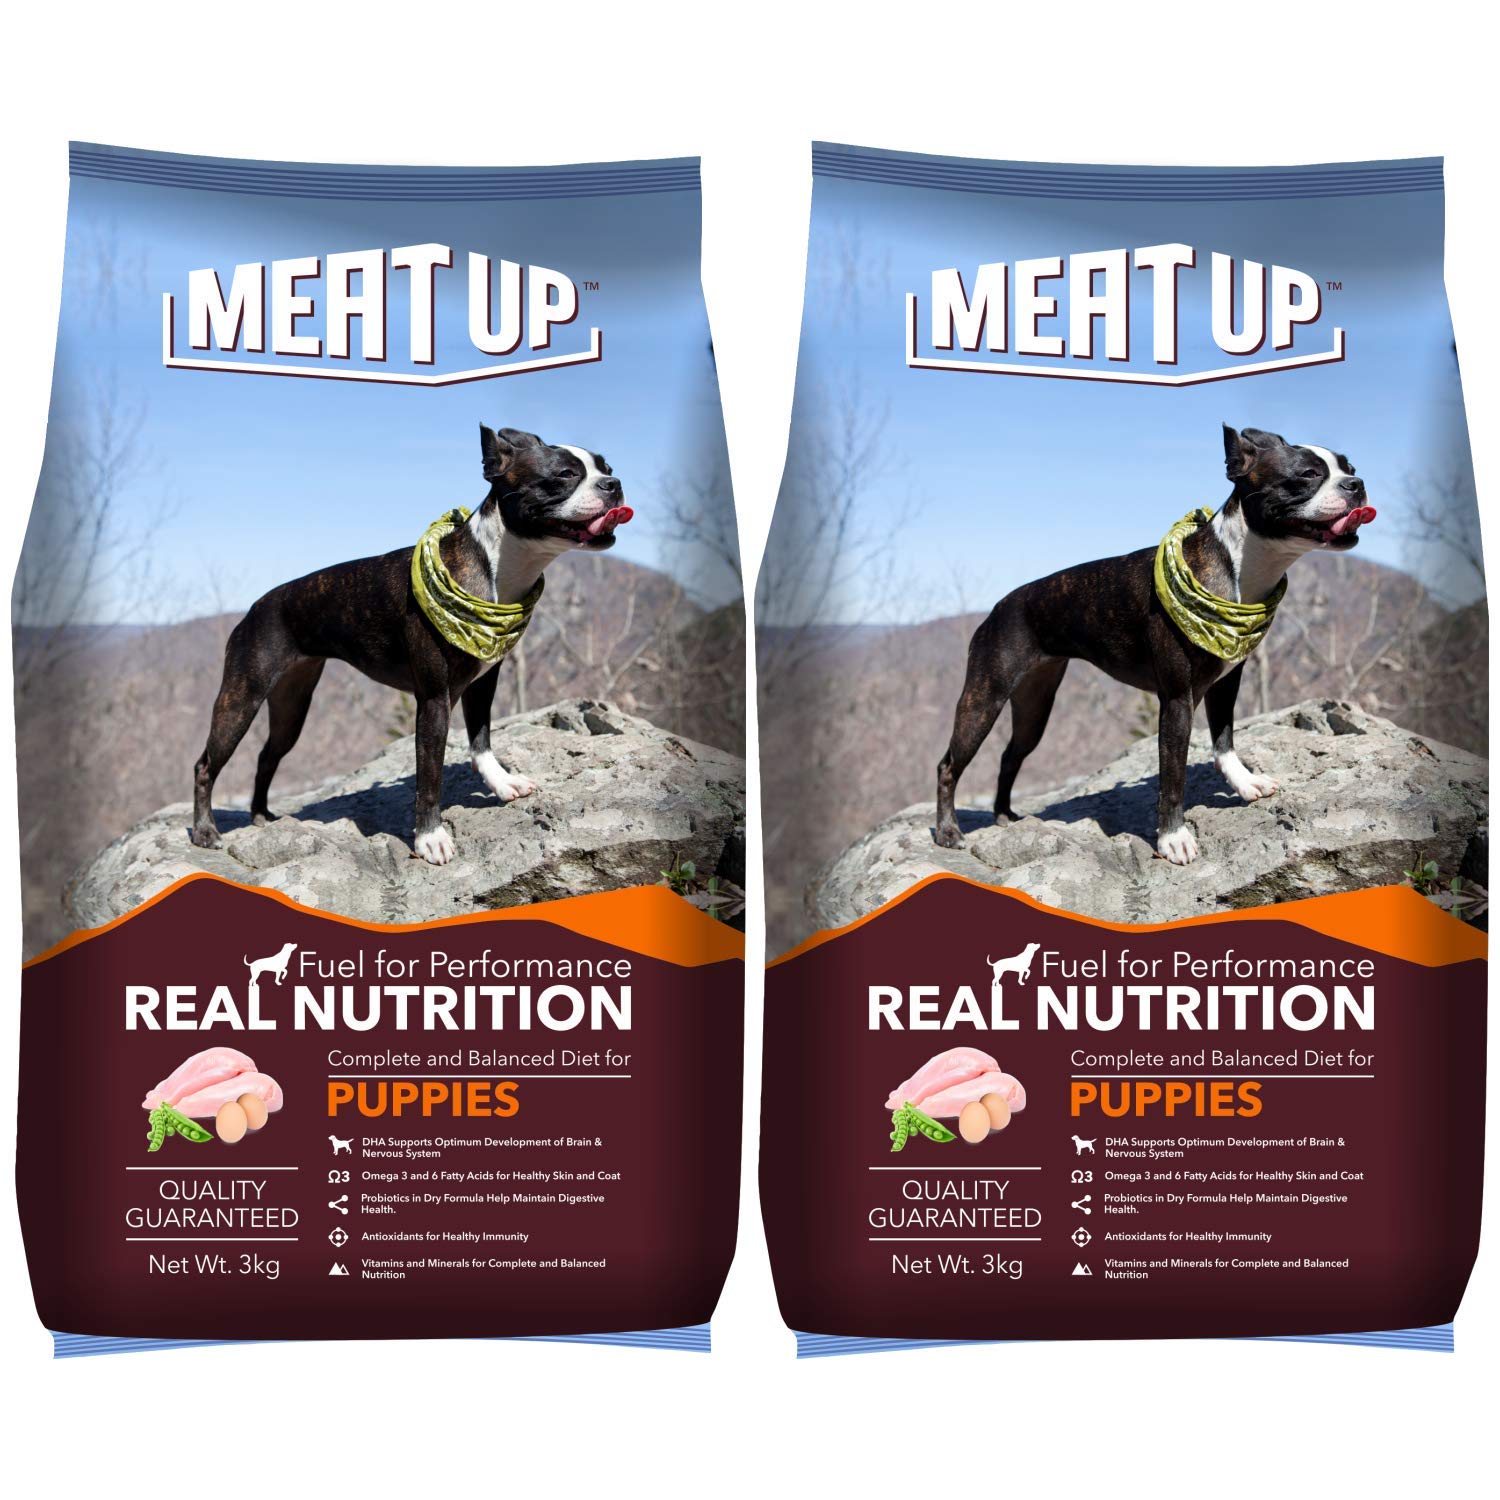 MEAT UP™
Fuel for Performance
REAL NUTRITION
Complete and Balanced Diet for
PUPPIES
DHA Supports Optimum Development of Brain &
Nervous System
Ω3 Omega 3 and 6 Fatty Acids for Healthy Skin and Coat
Probiotics in Dry Formula Help Maintain Digestive
Health.
Antioxidants for Healthy Immunity
Vitamins and Minerals for Complete and Balanced
Nutrition
QUALITY
GUARANTEED
Net Wt. 3kg
MEAT UP™
Fuel for Performance
REAL NUTRITION
Complete and Balanced Diet for
PUPPIES
DHA Supports Optimum Development of Brain &
Nervous System
Ω3 Omega 3 and 6 Fatty Acids for Healthy Skin and Coat
Probiotics in Dry Formula Help Maintain Digestive
Health.
Antioxidants for Healthy Immunity
Vitamins and Minerals for Complete and Balanced
Nutrition
QUALITY
GUARANTEED
Net Wt. 3kg